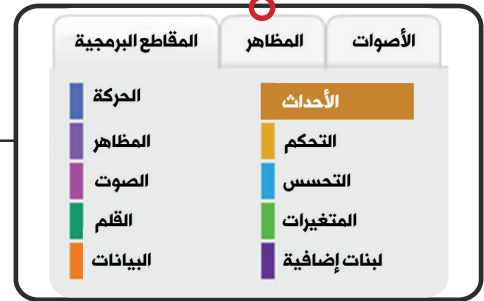 الأصوات المظاهر المقاطع البرمجية
الأحداث الحركة
التحكم المظاهر
التحسس الصوت
المتغيرات القلم
لبنات إضافية البيانات